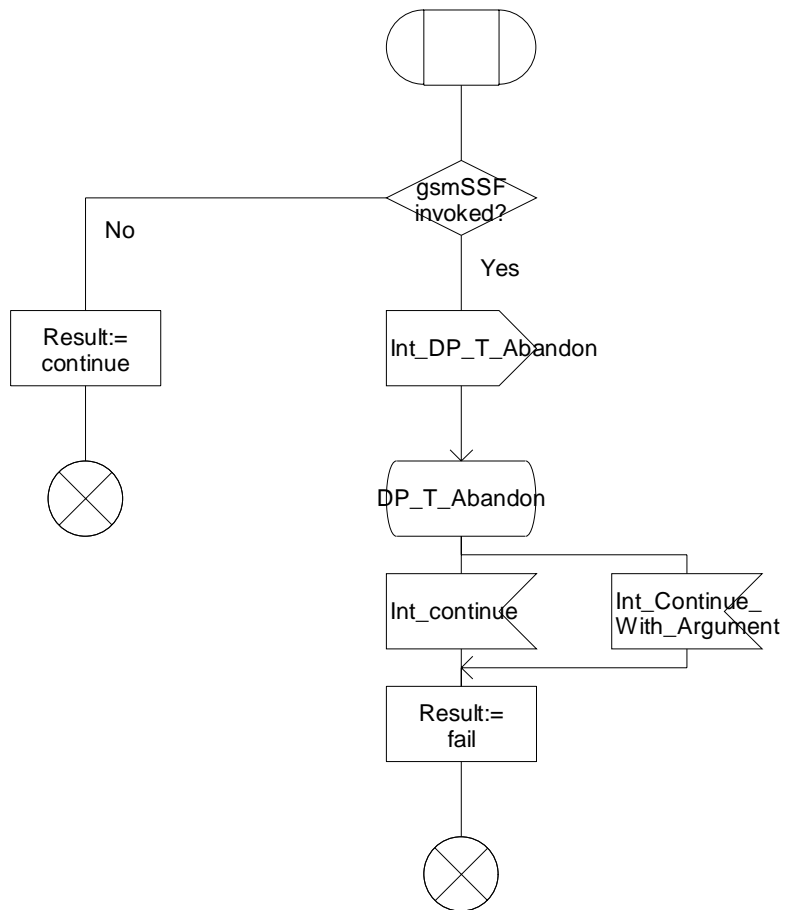 gsmSSF
invoked?
No
Yes
Result:=
continue
Int_DP_T_Abandon
DP_T_Abandon
Int_continue
Int_Continue_
With_Argument
Result:=
fail